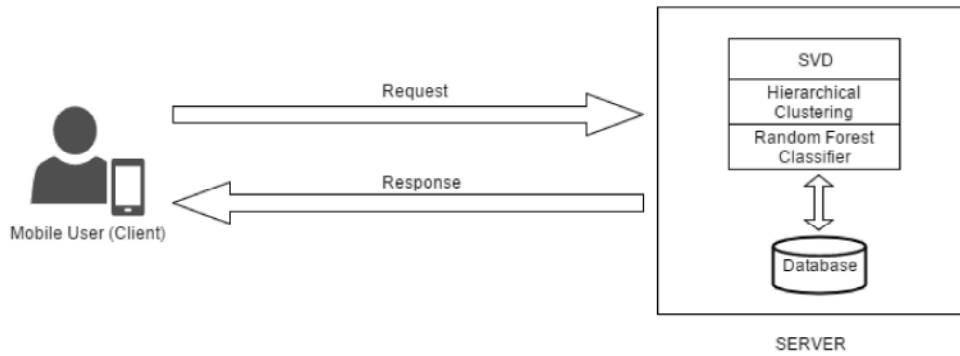 Request
Response
Mobile User (Client)
SVD
Hierarchical
Clustering
Random Forest
Classifier
Database
SERVER